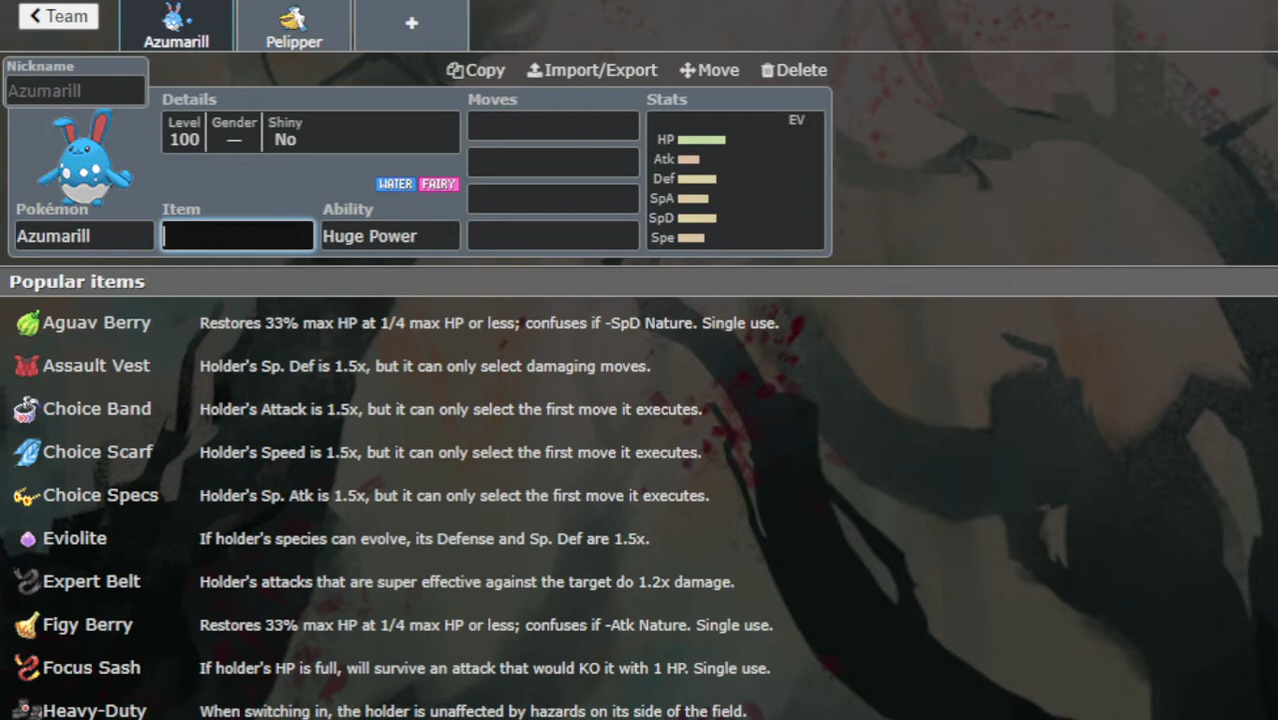 Team
Azumarill
Pelipper
+
Nickname
Azumarill
Copy
Import/Export
Move
Delete
Details
Moves
Stats
Level
Gender
Shiny
100
—
No
EV
HP
Atk
Def
SpA
SpD
Spe
WATER FAIRY
Pokémon
Item
Ability
Azumarill
Huge Power
Popular items
Aguav Berry Restores 33% max HP at 1/4 max HP or less; confuses if -SpD Nature. Single use.
Assault Vest Holder's Sp. Def is 1.5x, but it can only select damaging moves.
Choice Band Holder's Attack is 1.5x, but it can only select the first move it executes.
Choice Scarf Holder's Speed is 1.5x, but it can only select the first move it executes.
Choice Specs Holder's Sp. Atk is 1.5x, but it can only select the first move it executes.
Eviolite If holder's species can evolve, its Defense and Sp. Def are 1.5x.
Expert Belt Holder's attacks that are super effective against the target do 1.2x damage.
Figy Berry Restores 33% max HP at 1/4 max HP or less; confuses if -Atk Nature. Single use.
Focus Sash If holder's HP is full, will survive an attack that would KO it with 1 HP. Single use.
Heavy-Duty When switching in, the holder is unaffected by hazards on its side of the field.